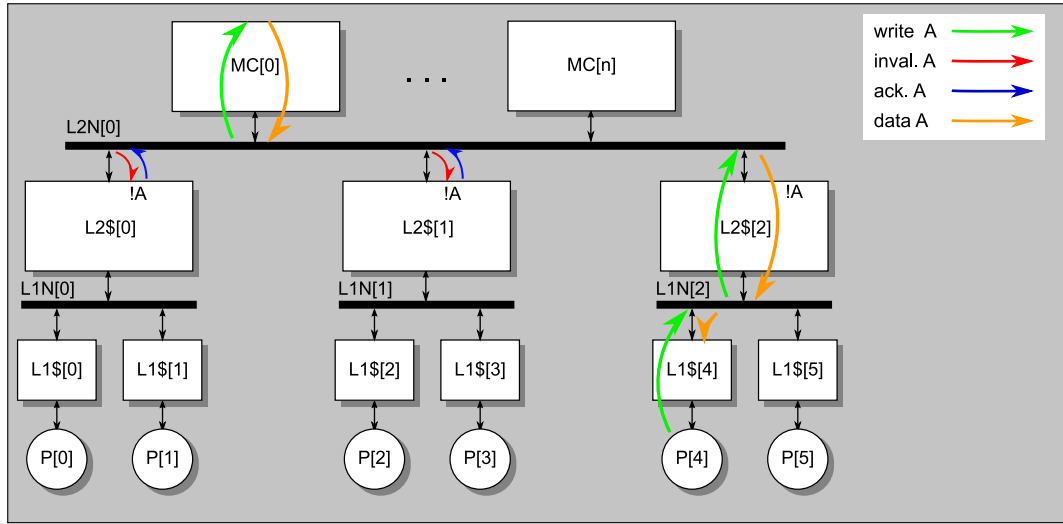 MC[0]
. . .
MC[n]
write A
inval. A
ack. A
data A
L2N[0]
!A
!A
!A
L2$[0]
L2$[1]
L2$[2]
L1N[0]
L1N[1]
L1N[2]
L1$[0]
L1$[1]
L1$[2]
L1$[3]
L1$[4]
L1$[5]
P[0]
P[1]
P[2]
P[3]
P[4]
P[5]